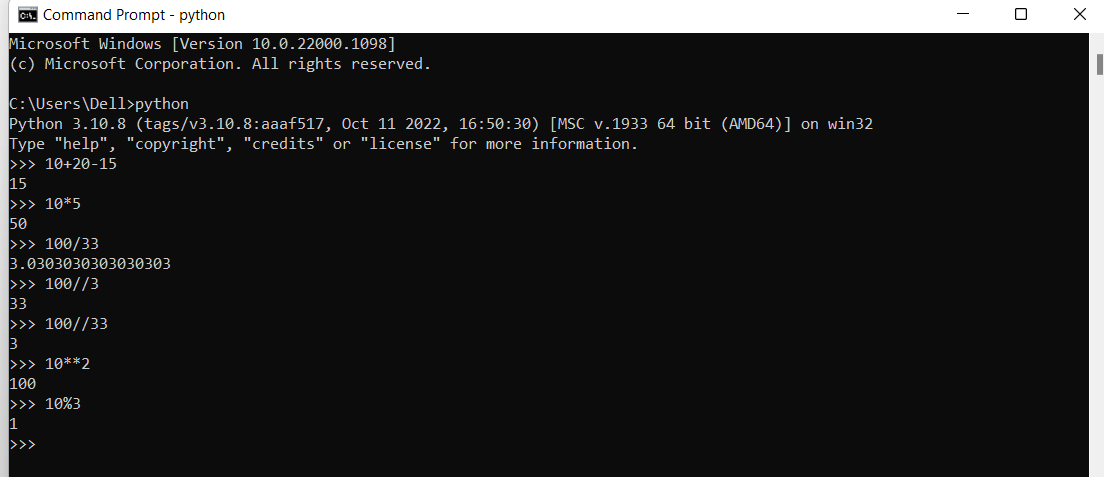 Command Prompt - python
Microsoft Windows [Version 10.0.22000.1098]
(c) Microsoft Corporation. All rights reserved.
C:\Users\Dell>python
Python 3.10.8 (tags/v3.10.8:aaaf517, Oct 11 2022, 16:50:30) [MSC v.1933 64 bit (AMD64)] on win32
Type "help", "copyright", "credits" or "license" for more information.
>>> 10+20-15
15
>>> 10*5
50
>>> 100/33
3.0303030303030303
>>> 100//3
33
>>> 100//33
3
>>> 10**2
100
>>> 10%3
1
>>>